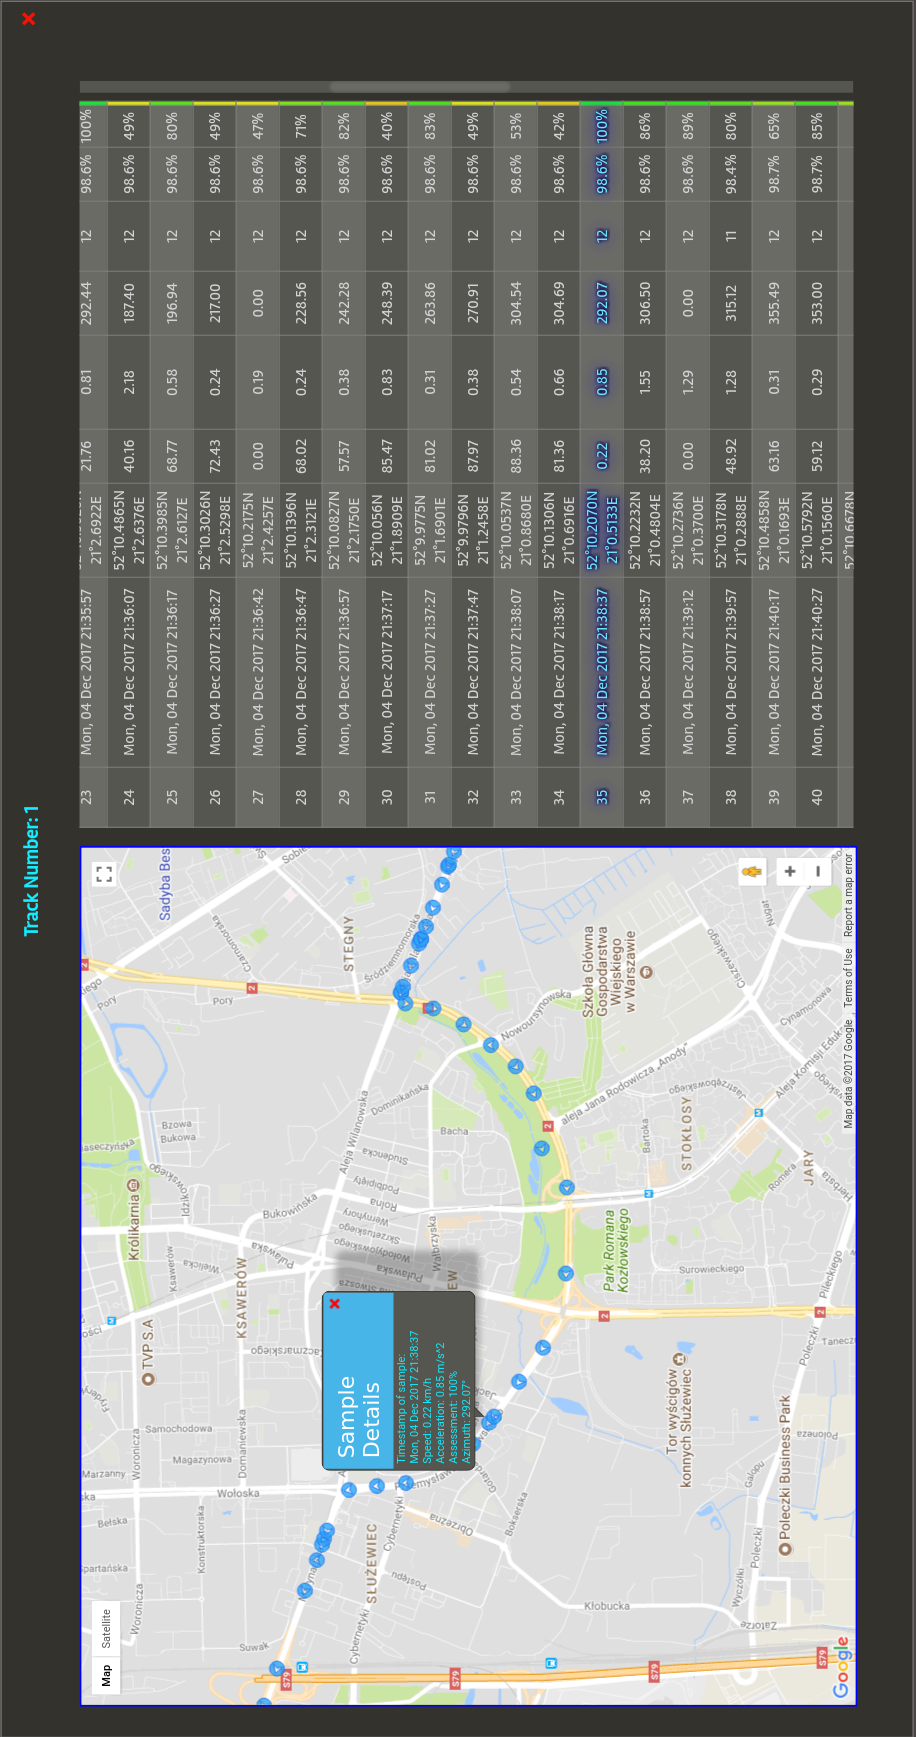 Track Number: 1
Map
Satellite
Sample
Details
Timestamp of sample:
Mon, 04 Dec 2017 21:38:37
Speed: 0.22 km/h
Acceleration: 0.85 m/s^2
Assessment: 100%
Azimuth: 292.07°
Sadyba Bes
STEGNY
Śródziemnomorska
Czarnomorska
Sobie
Pory
Pory
2
2
2
2
2
Nowoursynowska
Szkoła Główna
Gospodarstwa
Wiejskiego
w Warszawie
Nugat
Ciszewskiego
Cynamonowa
Aleja Komisji Eduk
aleja Jana Rodowicza „Anody”
Jastrzębowskiego
STOKŁOSY
Bartoka
JARY
Romera
Herbsta
Dominikańska
Aleja Wilanowska
Bacha
Studencka
Podbipięty
Rolna
Wernyhory
Skrzetuskiego
Wołodyjowskiego
Wałbrzyska
Puławska
Puławska
Bukowińska
Bzowa
Bukowa
Idzikowskiego
Królikarnia
Ksawerów
Wielicka
KSAWERÓW
TVP S.A
Park Romana
Kozłowskiego
Surowieckiego
Pileckiego
Poleczki
Tanecz
Tor wyścigów
konnych Służewiec
Poleczki Business Park
Poloneza
Galopu
Poleczki
Wyczółki
Zatorze
Kłobucka
Bokserska
Obrzeżna
Cybernetyki
Cybernetyki
Postępu
SŁUŻEWIEC
Wołoska
Domaniewska
Samochodowa
Magazynowa
Marzanny
Woronicza
Woronicza
Bełska
Konstruktorska
Spartańska
Suwak
S79
S79
S79
S79
Google
Map data ©2017 Google
Terms of Use
Report a map error
23 Mon, 04 Dec 2017 21:35:57 21°2.6922E 21.76 0.81 292.44 12 98.6% 100%
24 Mon, 04 Dec 2017 21:36:07 52°10.4865N 21°2.6376E 40.16 2.18 187.40 12 98.6% 49%
25 Mon, 04 Dec 2017 21:36:17 52°10.3985N 21°2.6127E 68.77 0.58 196.94 12 98.6% 80%
26 Mon, 04 Dec 2017 21:36:27 52°10.3026N 21°2.5298E 72.43 0.24 217.00 12 98.6% 49%
27 Mon, 04 Dec 2017 21:36:42 52°10.2175N 21°2.4257E 0.00 0.19 0.00 12 98.6% 47%
28 Mon, 04 Dec 2017 21:36:47 52°10.1396N 21°2.3121E 68.02 0.24 228.56 12 98.6% 71%
29 Mon, 04 Dec 2017 21:36:57 52°10.0827N 21°2.1750E 57.57 0.38 242.28 12 98.6% 82%
30 Mon, 04 Dec 2017 21:37:17 52°10.0056N 21°1.8909E 85.47 0.83 248.39 12 98.6% 40%
31 Mon, 04 Dec 2017 21:37:27 52°9.9775N 21°1.6901E 81.02 0.31 263.86 12 98.6% 83%
32 Mon, 04 Dec 2017 21:37:47 52°9.9796N 21°1.2458E 87.97 0.38 270.91 12 98.6% 49%
33 Mon, 04 Dec 2017 21:38:07 52°10.0537N 21°0.8680E 88.36 0.54 304.54 12 98.6% 53%
34 Mon, 04 Dec 2017 21:38:17 52°10.1306N 21°0.6916E 81.36 0.66 304.69 12 98.6% 42%
35 Mon, 04 Dec 2017 21:38:37 52°10.2070N 21°0.5133E 0.22 0.85 292.07 12 98.6% 100%
36 Mon, 04 Dec 2017 21:38:57 52°10.2232N 21°0.4804E 38.20 1.55 306.50 12 98.6% 86%
37 Mon, 04 Dec 2017 21:39:12 52°10.2736N 21°0.3700E 0.00 1.29 0.00 12 98.6% 89%
38 Mon, 04 Dec 2017 21:39:57 52°10.3178N 21°0.2888E 48.92 1.28 315.12 11 98.4% 80%
39 Mon, 04 Dec 2017 21:40:17 52°10.4858N 21°0.1693E 63.16 0.31 355.49 12 98.7% 65%
40 Mon, 04 Dec 2017 21:40:27 52°10.5792N 21°0.1560E 59.12 0.29 353.00 12 98.7% 85%
52°10.6678N